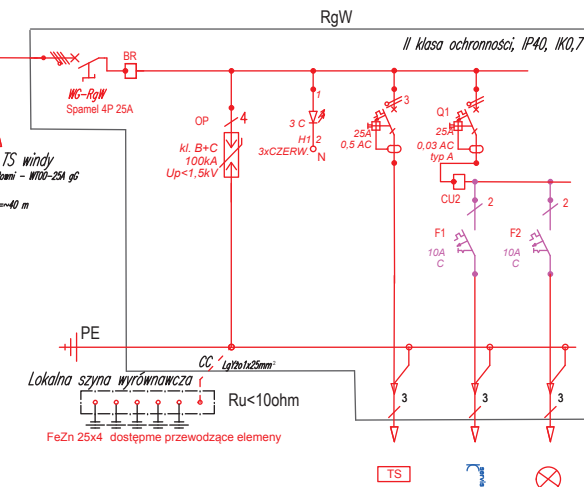 RgW
II klasa ochronności, IP40, IK0,7
BR
WG-RgW
Spamel 4P 25A
TS windy
- WT00-25A gG
=~40 m
OP
4
kl. B+C
100kA
Up<1,5kV
1
3 C
H1
2
3xCZERW.
N
3
25A
0,5 AC
Q1
25A
0,03 AC
typ A
CU2
2
F1
10A
C
2
F2
10A
C
PE
CC
LgYżo1x25mm²
Lokalna szyna wyrównawcza
Ru<10ohm
FeZn 25x4 dostępme przewodzące elemeny
3
3
3
TS
serwis